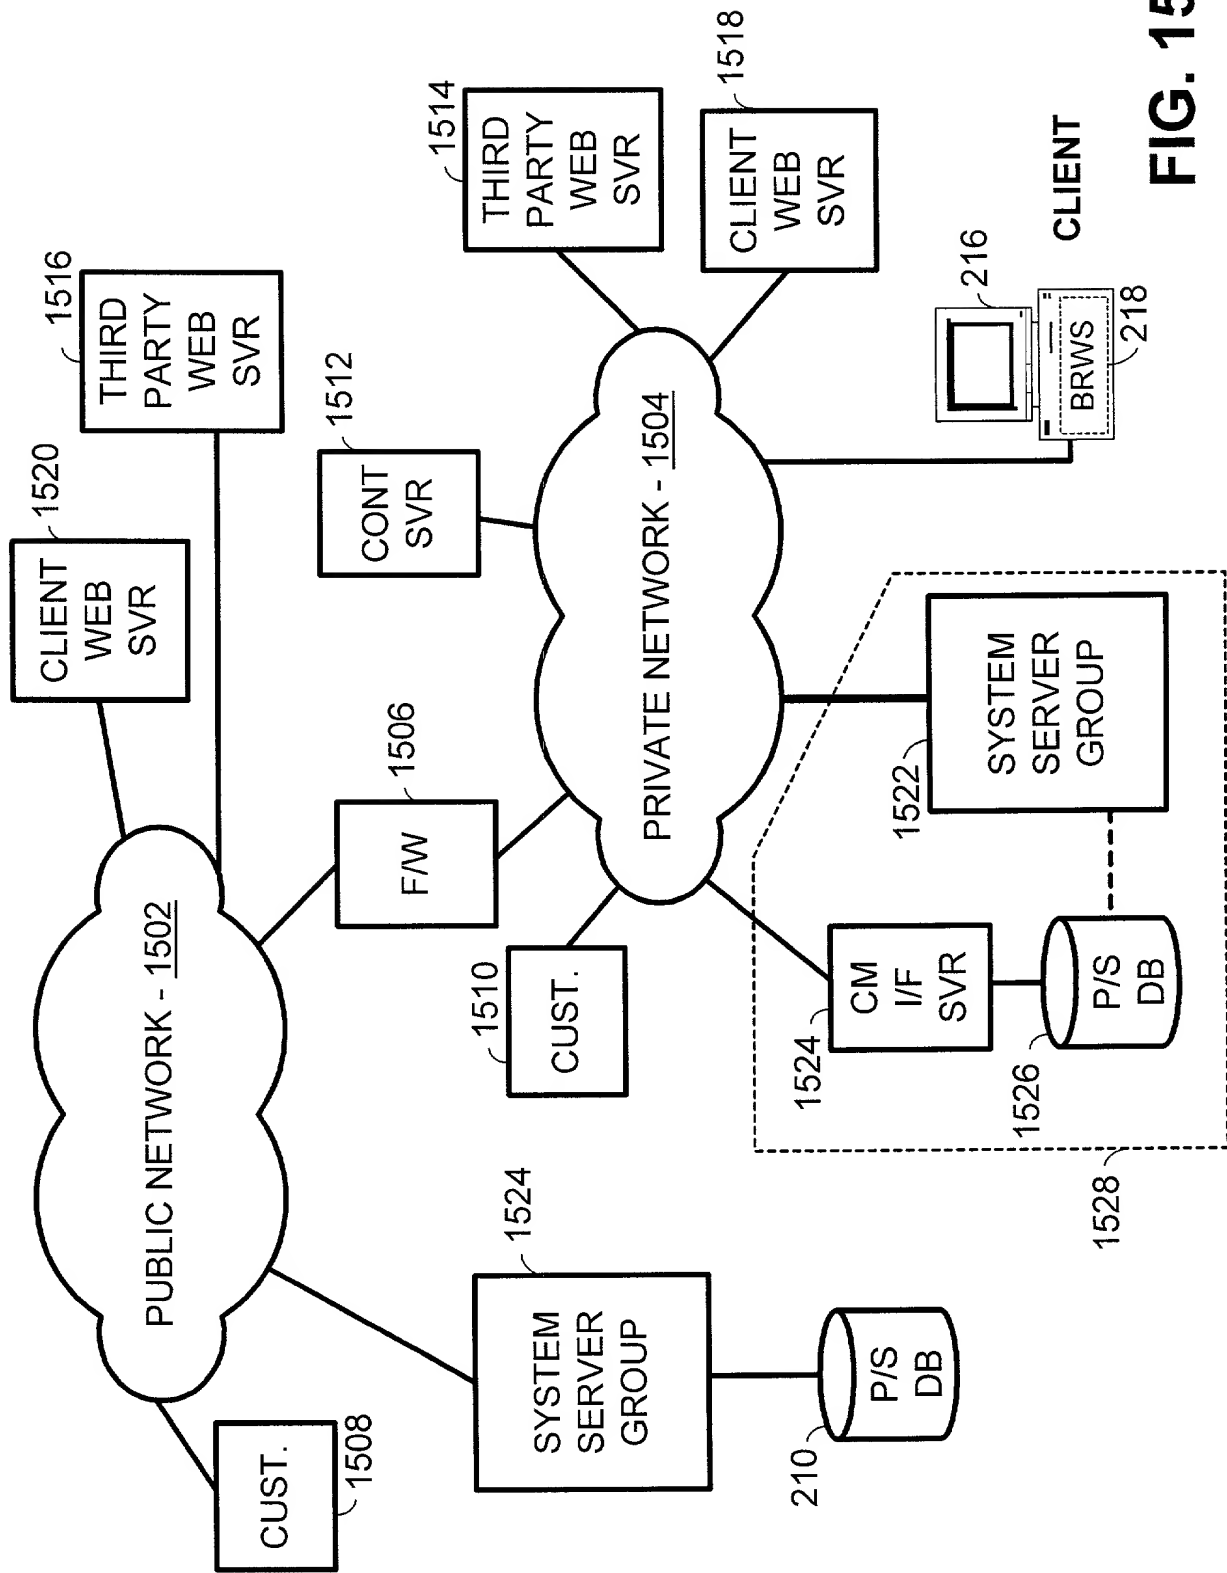 1520
CLIENT
WEB
SVR
1516
THIRD
PARTY
WEB
SVR
PUBLIC NETWORK - 1502
CUST.
1508
1524
SYSTEM
SERVER
GROUP
210
P/S
DB
1506
F/W
1512
CONT
SVR
1514
THIRD
PARTY
WEB
SVR
1518
CLIENT
WEB
SVR
1510
CUST.
PRIVATE NETWORK - 1504
216
BRWS
218
CLIENT
1524
CM
I/F
SVR
1526
P/S
DB
1522
SYSTEM
SERVER
GROUP
1528
FIG. 15